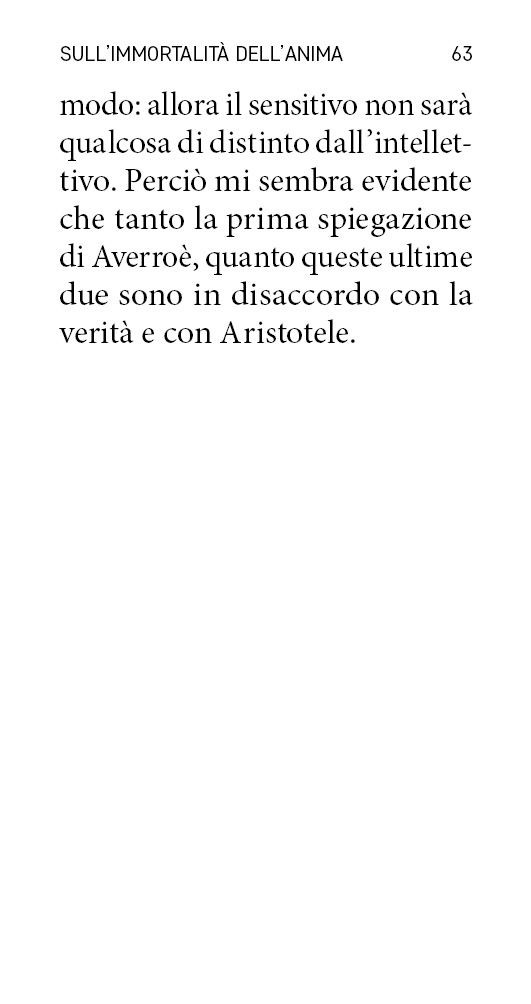 SULL'IMMORTALITÀ DELL'ANIMA 63
modo: allora il sensitivo non sarà
qualcosa di distinto dall'intellet-
tivo. Perciò mi sembra evidente
che tanto la prima spiegazione
di Averroè, quanto queste ultime
due sono in disaccordo con la
verità e con Aristotele.